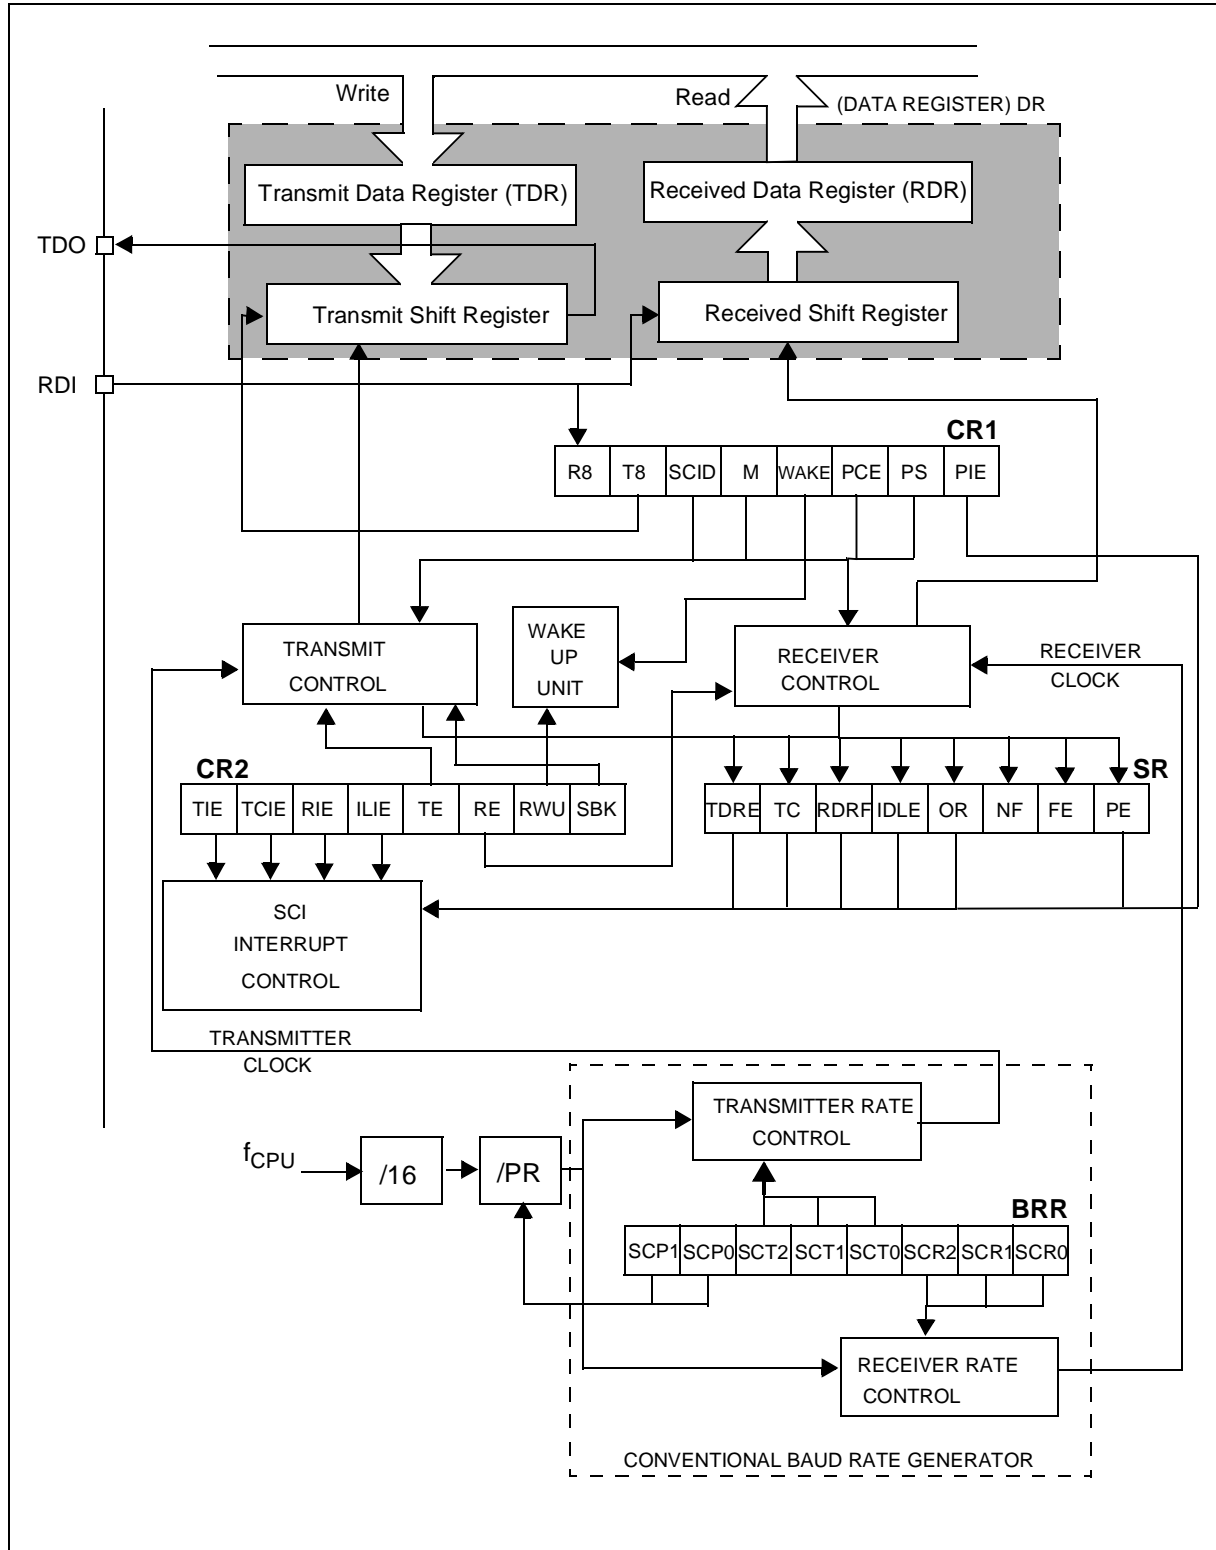 Write
Read
(DATA REGISTER) DR
Transmit Data Register (TDR)
Received Data Register (RDR)
TDO
Transmit Shift Register
Received Shift Register
RDI
CR1
R8 T8 SCID M WAKE PCE PS PIE
TRANSMIT
CONTROL
WAKE
UP
UNIT
RECEIVER
CONTROL
RECEIVER
CLOCK
CR2
TIE TCIE RIE ILIE TE RE RWU SBK
SR
TDRE TC RDRF IDLE OR NF FE PE
SCI
INTERRUPT
CONTROL
TRANSMITTER
CLOCK
TRANSMITTER RATE
CONTROL
fCPU
/16
/PR
BRR
SCP1 SCP0 SCT2 SCT1 SCT0 SCR2 SCR1 SCR0
RECEIVER RATE
CONTROL
CONVENTIONAL BAUD RATE GENERATOR